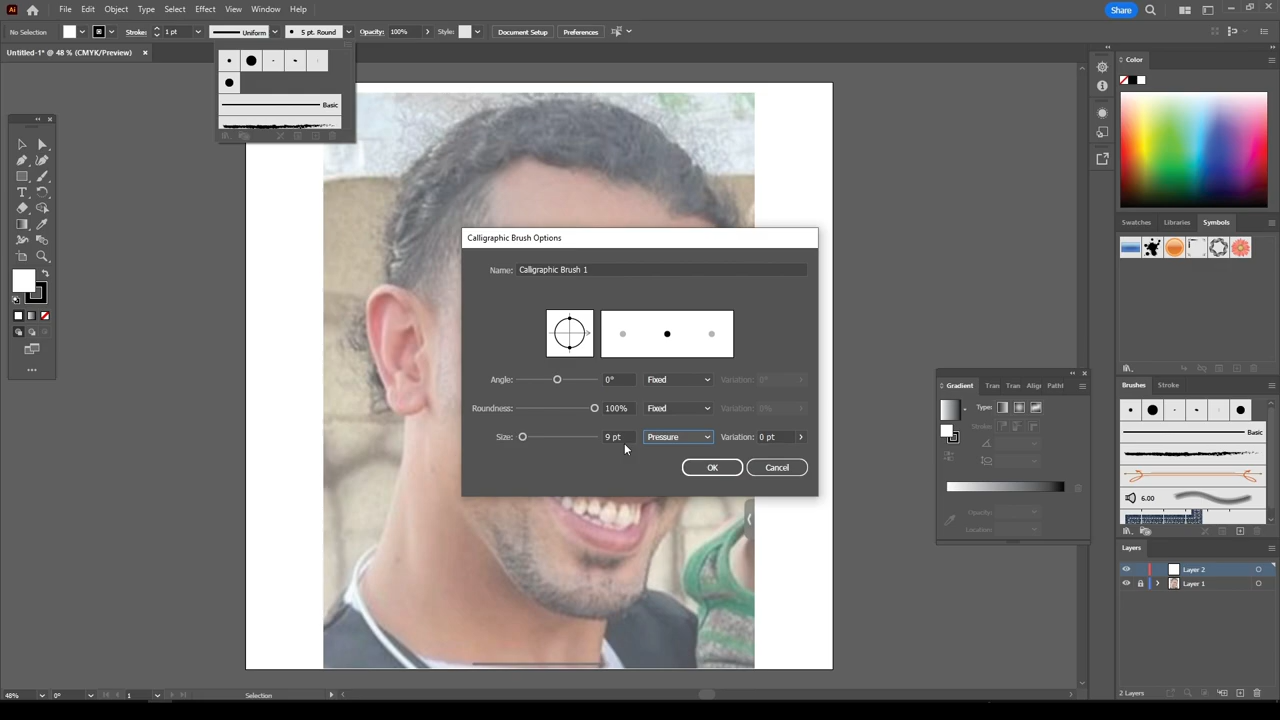 Ai File Edit Object Type Select Effect View Window Help Share
No Selection Stroke: 1 pt Uniform 5 pt. Round Opacity: 100% Style: Document Setup Preferences
Untitled-1* @ 48 % (CMYK/Preview)
Basic
Color
Swatches Libraries Symbols
Calligraphic Brush Options
Name: Calligraphic Brush 1
Angle: 0° Fixed Variation: 0°
Roundness: 100% Fixed Variation: 0%
Size: 9 pt Pressure Variation: 0 pt
OK Cancel
Gradient Tran Tran Align Pathf
Type:
Opacity:
Location:
Brushes Stroke
Basic
6.00
Layers
Layer 2
Layer 1
48% 0° 1 Selection 2 Layers